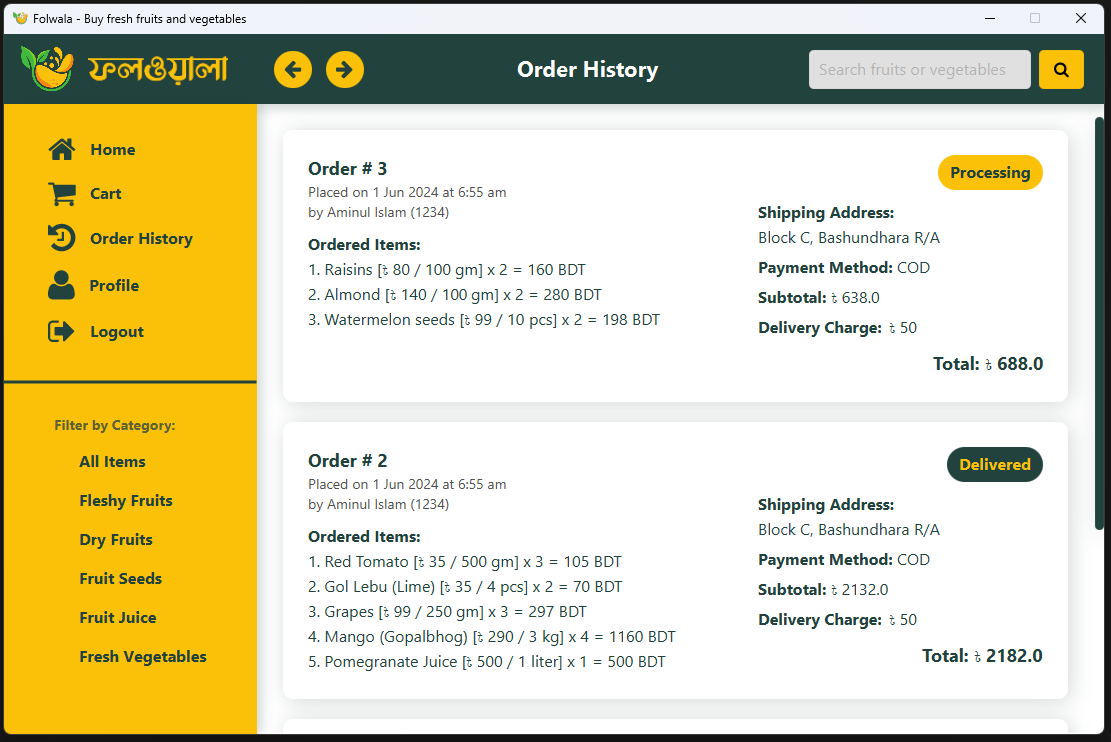 Folwala - Buy fresh fruits and vegetables
ফলওয়ালা
Order History
Search fruits or vegetables
Home
Cart
Order History
Profile
Logout
Filter by Category:
All Items
Fleshy Fruits
Dry Fruits
Fruit Seeds
Fruit Juice
Fresh Vegetables
Order # 3
Processing
Placed on 1 Jun 2024 at 6:55 am
by Aminul Islam (1234)
Ordered Items:
1. Raisins [৳ 80 / 100 gm] x 2 = 160 BDT
2. Almond [৳ 140 / 100 gm] x 2 = 280 BDT
3. Watermelon seeds [৳ 99 / 10 pcs] x 2 = 198 BDT
Shipping Address:
Block C, Bashundhara R/A
Payment Method: COD
Subtotal: ৳ 638.0
Delivery Charge: ৳ 50
Total: ৳ 688.0
Order # 2
Delivered
Placed on 1 Jun 2024 at 6:55 am
by Aminul Islam (1234)
Ordered Items:
1. Red Tomato [৳ 35 / 500 gm] x 3 = 105 BDT
2. Gol Lebu (Lime) [৳ 35 / 4 pcs] x 2 = 70 BDT
3. Grapes [৳ 99 / 250 gm] x 3 = 297 BDT
4. Mango (Gopalbhog) [৳ 290 / 3 kg] x 4 = 1160 BDT
5. Pomegranate Juice [৳ 500 / 1 liter] x 1 = 500 BDT
Shipping Address:
Block C, Bashundhara R/A
Payment Method: COD
Subtotal: ৳ 2132.0
Delivery Charge: ৳ 50
Total: ৳ 2182.0